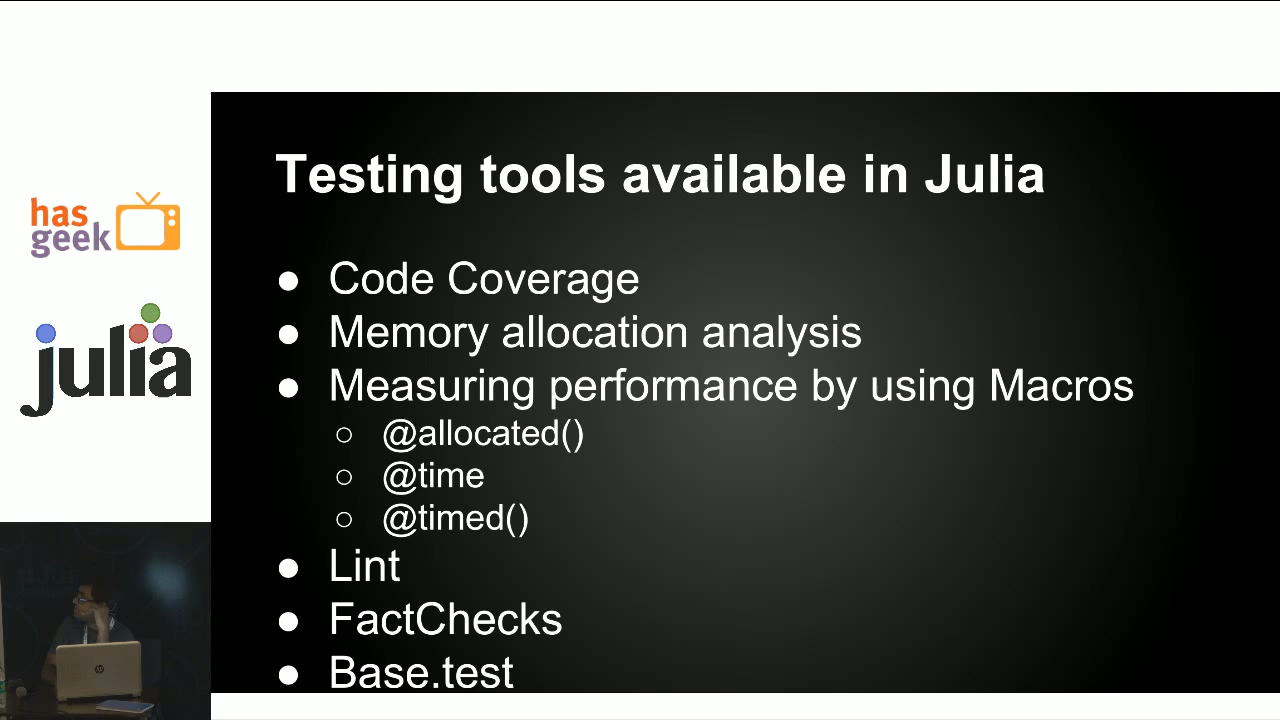 has
geek
julia
Testing tools available in Julia
● Code Coverage
● Memory allocation analysis
● Measuring performance by using Macros
○ @allocated()
○ @time
○ @timed()
● Lint
● FactChecks
● Base.test